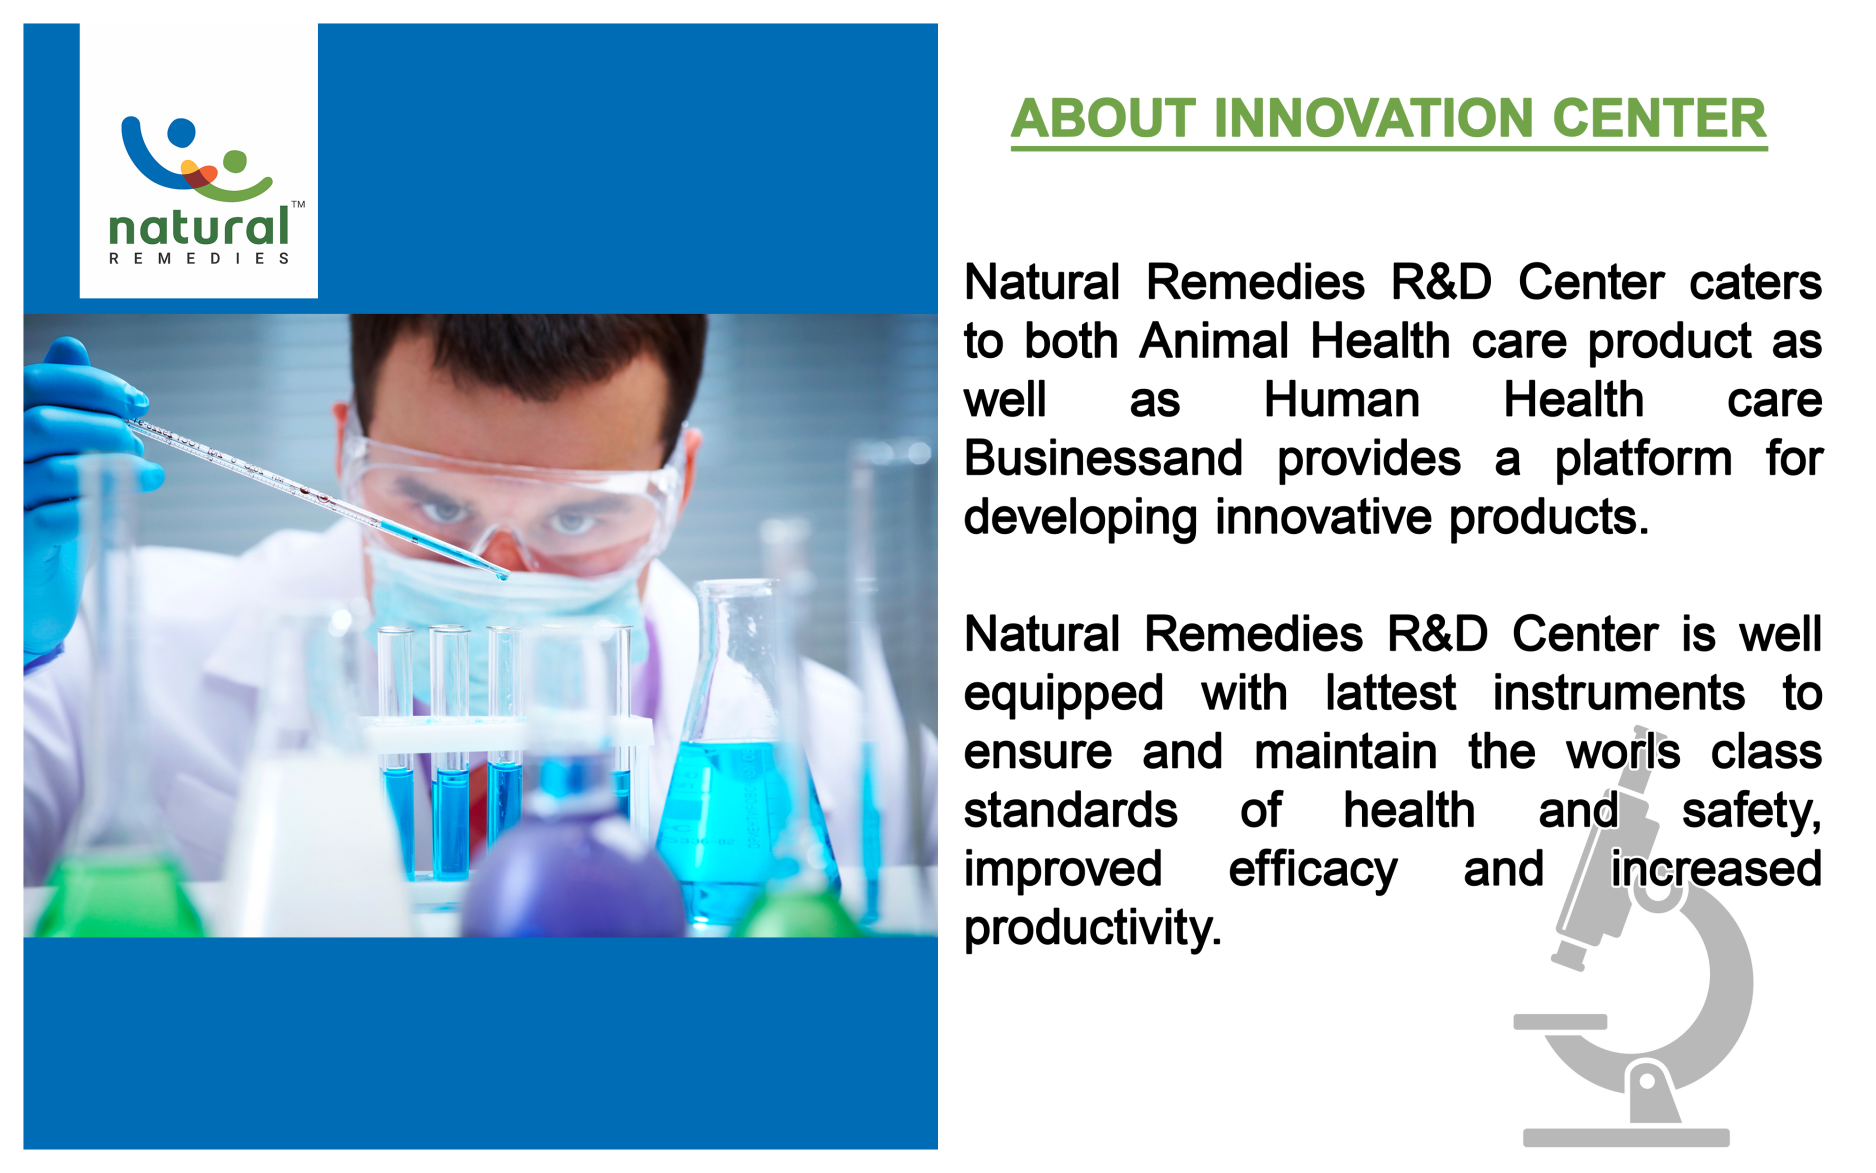 natural
TM
REMEDIES
ABOUT INNOVATION CENTER
Natural Remedies R&D Center caters
to both Animal Health care product as
well as Human Health care
Businessand provides a platform for
developing innovative products.
Natural Remedies R&D Center is well
equipped with lattest instruments to
ensure and maintain the worls class
standards of health and safety,
improved efficacy and increased
productivity.